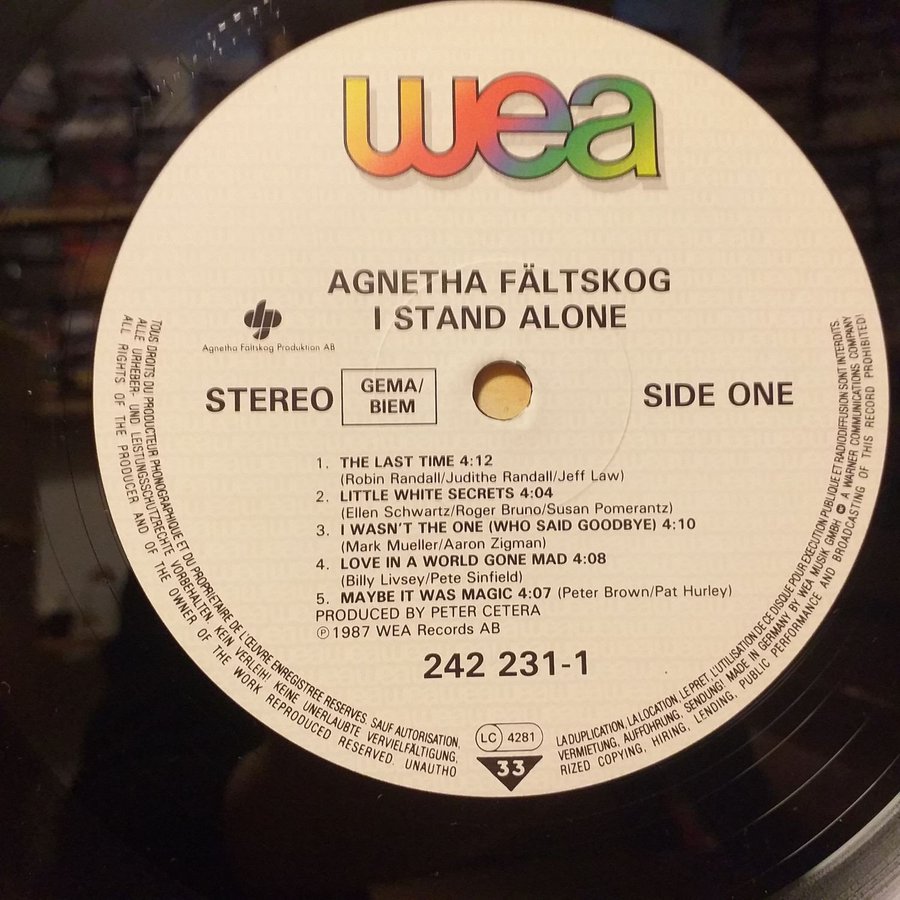 wea
AGNETHA FÄLTSKOG
I STAND ALONE
Agnetha Fältskog Produktion AB
STEREO
GEMA/
BIEM
SIDE ONE
1. THE LAST TIME 4:12
(Robin Randall/Judithe Randall/Jeff Law)
2. LITTLE WHITE SECRETS 4:04
(Ellen Schwartz/Roger Bruno/Susan Pomerantz)
3. I WASN'T THE ONE (WHO SAID GOODBYE) 4:10
(Mark Mueller/Aaron Zigman)
4. LOVE IN A WORLD GONE MAD 4:08
(Billy Livsey/Pete Sinfield)
5. MAYBE IT WAS MAGIC 4:07 (Peter Brown/Pat Hurley)
PRODUCED BY PETER CETERA
℗1987 WEA Records AB
242 231-1
LC 4281
33
TOUS DROITS DU PRODUCTEUR PHONOGRAPHIQUE ET DU PROPRIETAIRE DE L'ŒUVRE ENREGISTREE RESERVES. SAUF AUTORISATION, LA DUPLICATION, LA LOCATION, LE PRET, L'UTILISATION DE CE DISQUE POUR EXECUTION PUBLIQUE ET RADIODIFFUSION SONT INTERDITS.
ALLE URHEBER- UND LEISTUNGSSCHUTZRECHTE VORBEHALTEN. KEIN VERLEIH! KEINE UNERLAUBTE VERVIELFÄLTIGUNG, VERMIETUNG, AUFFÜHRUNG, SENDUNG! MADE IN GERMANY BY WEA MUSIK GMBH A WARNER COMMUNICATIONS COMPANY
ALL RIGHTS OF THE PRODUCER AND OF THE OWNER OF THE WORK REPRODUCED RESERVED. UNAUTHORIZED COPYING, HIRING, LENDING, PUBLIC PERFORMANCE AND BROADCASTING OF THIS RECORD PROHIBITED!